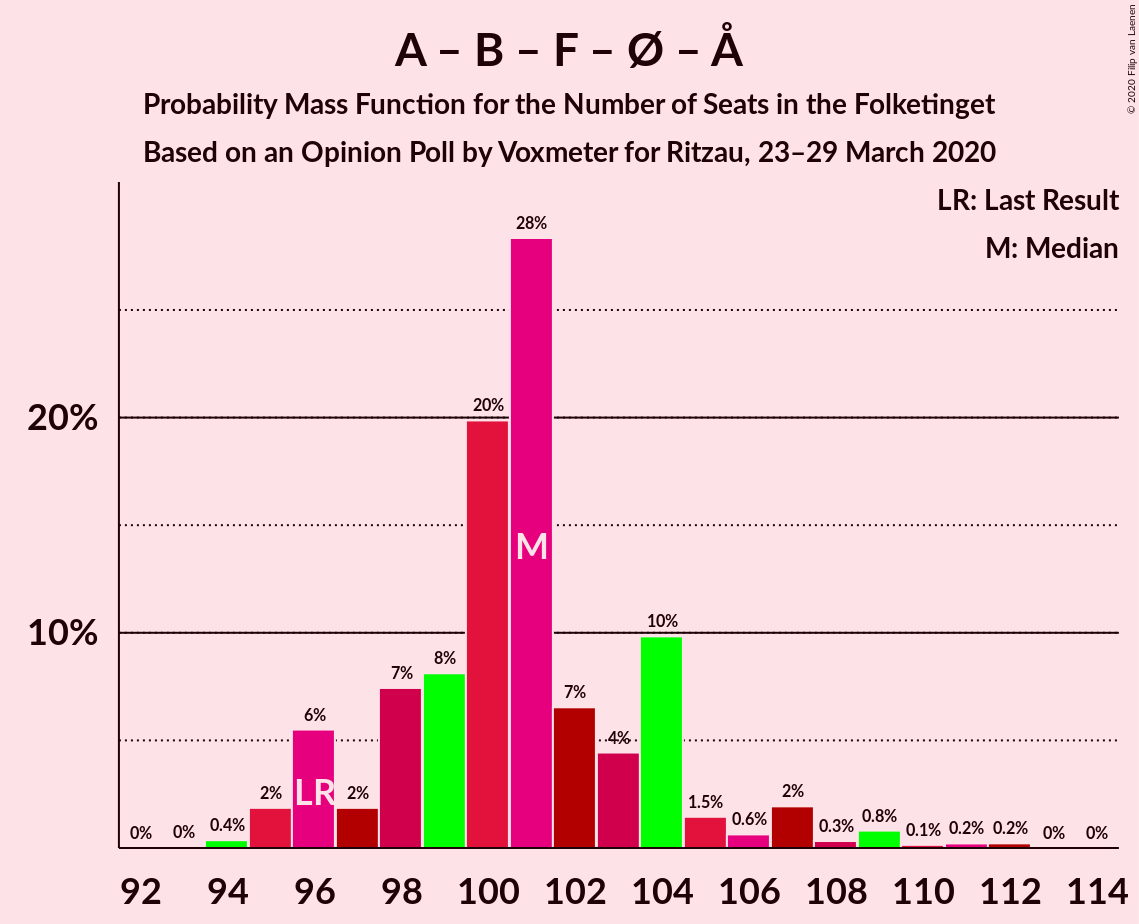 A – B – F – Ø – Å
Probability Mass Function for the Number of Seats in the Folketinget
Based on an Opinion Poll by Voxmeter for Ritzau, 23–29 March 2020
© 2020 Filip van Laenen
LR: Last Result
M: Median
20%
10%
0%
0%
0.4%
2%
6%
2%
7%
8%
20%
28%
7%
4%
10%
1.5%
0.6%
2%
0.3%
0.8%
0.1%
0.2%
0.2%
0%
0%
LR
M
92 94 96 98 100 102 104 106 108 110 112 114